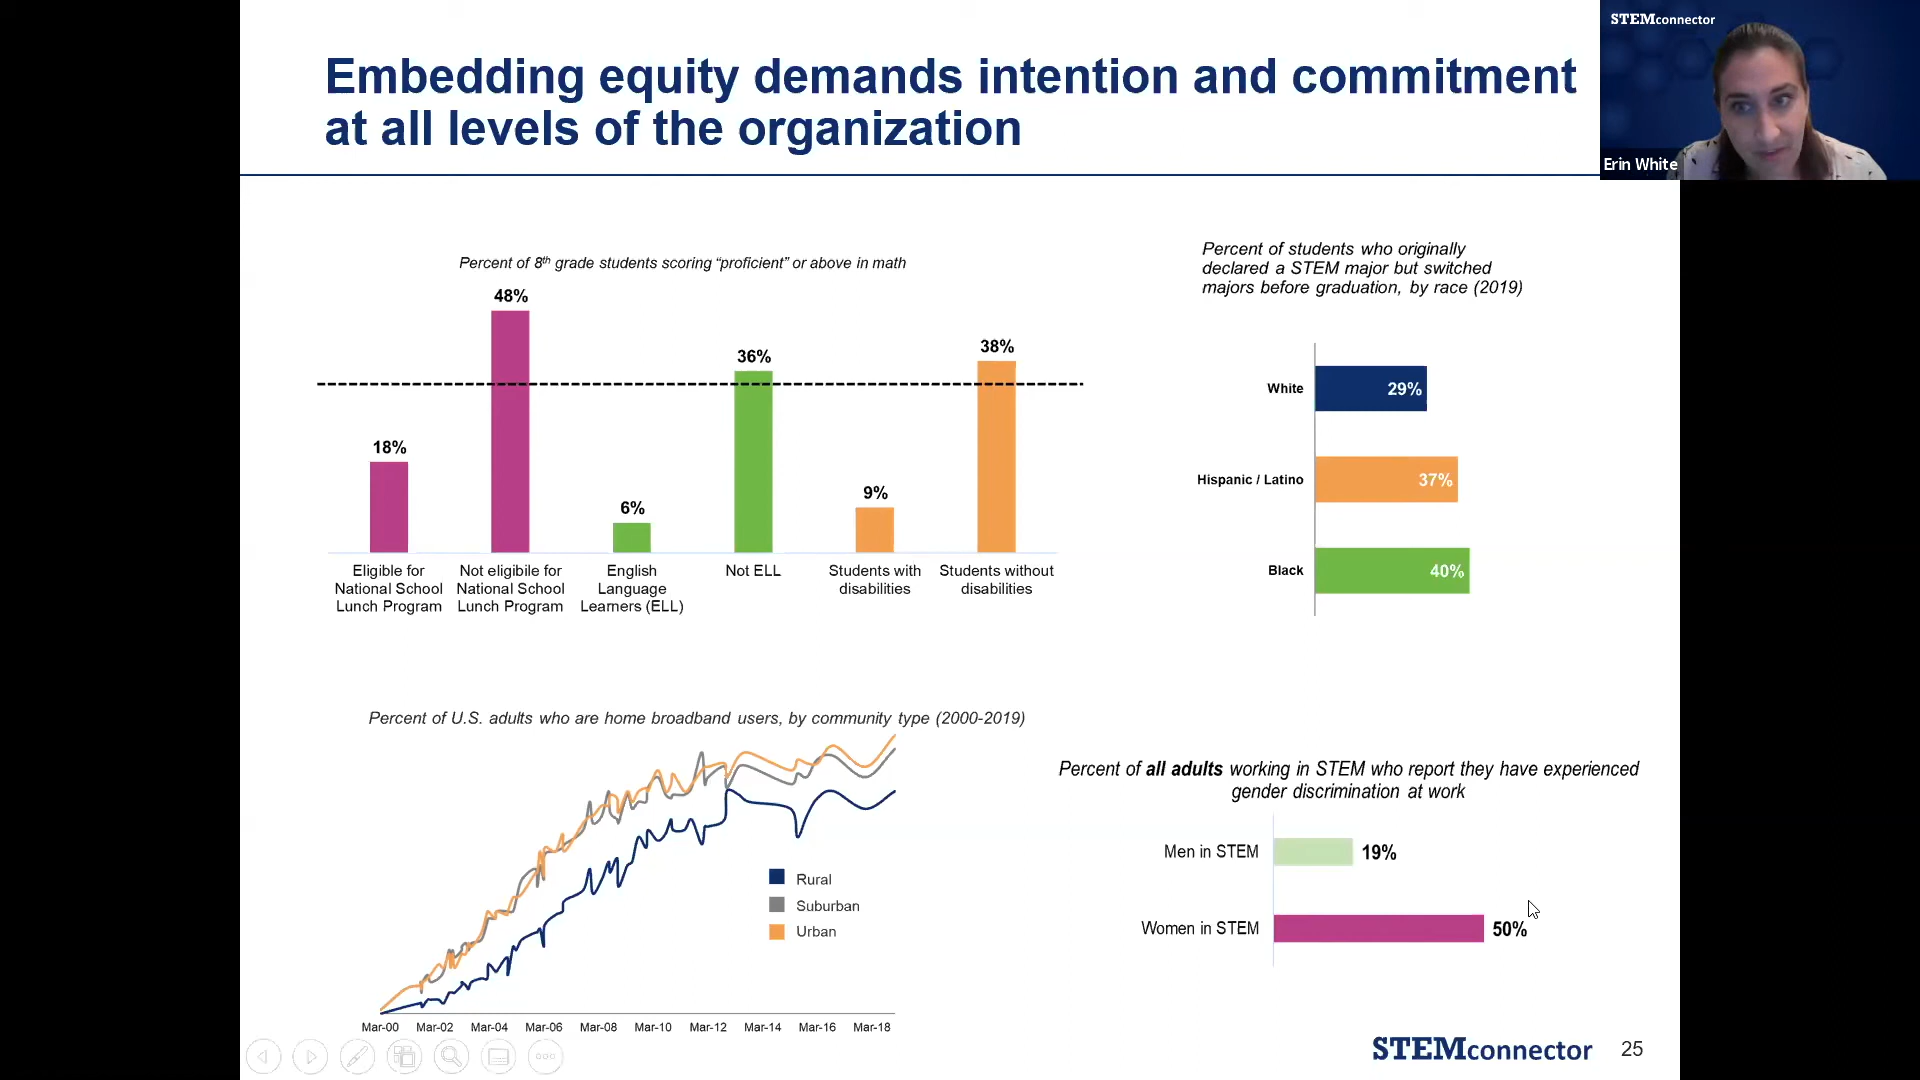 Embedding equity demands intention and commitment
at all levels of the organization
STEMconnector
Erin White
Percent of 8th grade students scoring “proficient” or above in math
48%
38%
36%
18%
9%
6%
Eligible for
National School
Lunch Program
Not eligibile for
National School
Lunch Program
English
Language
Learners (ELL)
Not ELL
Students with
disabilities
Students without
disabilities
Percent of students who originally
declared a STEM major but switched
majors before graduation, by race (2019)
White 29%
Hispanic / Latino 37%
Black 40%
Percent of U.S. adults who are home broadband users, by community type (2000-2019)
Rural
Suburban
Urban
Mar-00 Mar-02 Mar-04 Mar-06 Mar-08 Mar-10 Mar-12 Mar-14 Mar-16 Mar-18
Percent of all adults working in STEM who report they have experienced
gender discrimination at work
Men in STEM 19%
Women in STEM 50%
STEMconnector 25